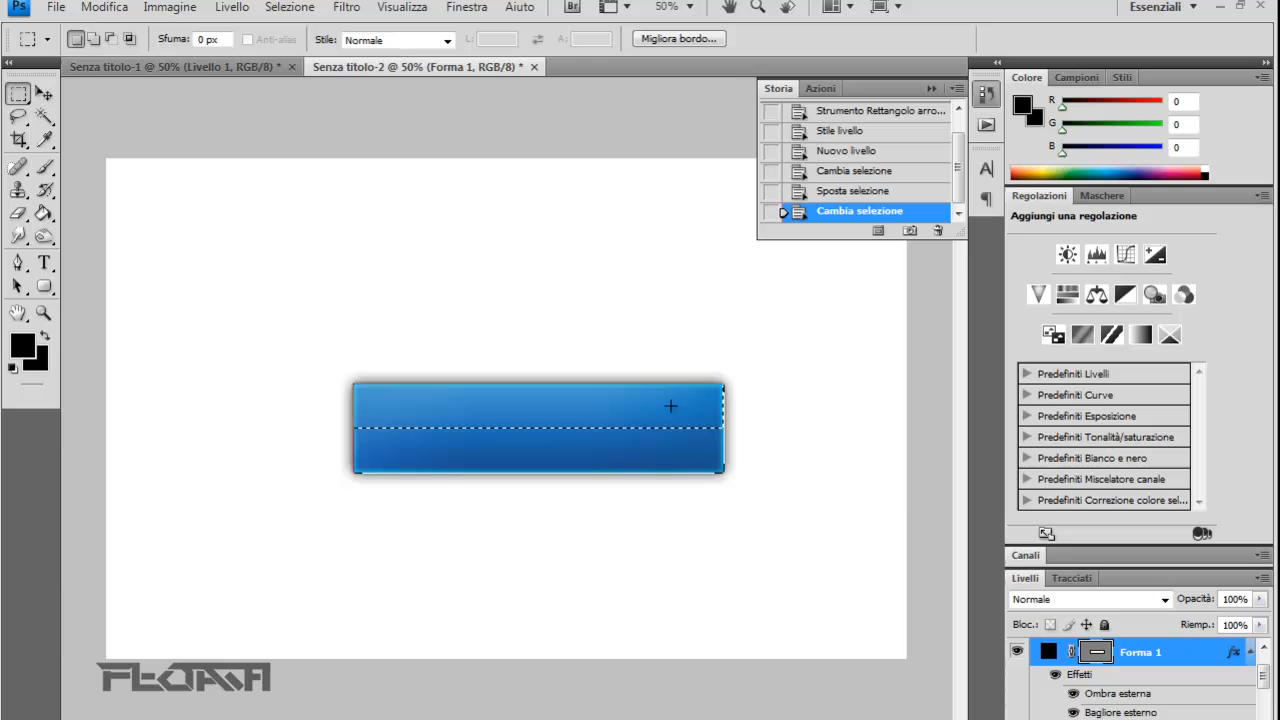 Ps File Modifica Immagine Livello Selezione Filtro Visualizza Finestra Aiuto Br 50% Essenziali
Sfuma: 0 px Anti-alias Stile: Normale L: A: Migliora bordo...
Senza titolo-1 @ 50% (Livello 1, RGB/8) * Senza titolo-2 @ 50% (Forma 1, RGB/8) *
Storia Azioni
Strumento Rettangolo arro...
Stile livello
Nuovo livello
Cambia selezione
Sposta selezione
Cambia selezione
Colore Campioni Stili
R 0
G 0
B 0
Regolazioni Maschere
Aggiungi una regolazione
Predefiniti Livelli
Predefiniti Curve
Predefiniti Esposizione
Predefiniti Tonalità/saturazione
Predefiniti Bianco e nero
Predefiniti Miscelatore canale
Predefiniti Correzione colore sel...
Canali
Livelli Tracciati
Normale Opacità: 100%
Bloc.: Riemp.: 100%
Forma 1 fx
Effetti
Ombra esterna
Bagliore esterno